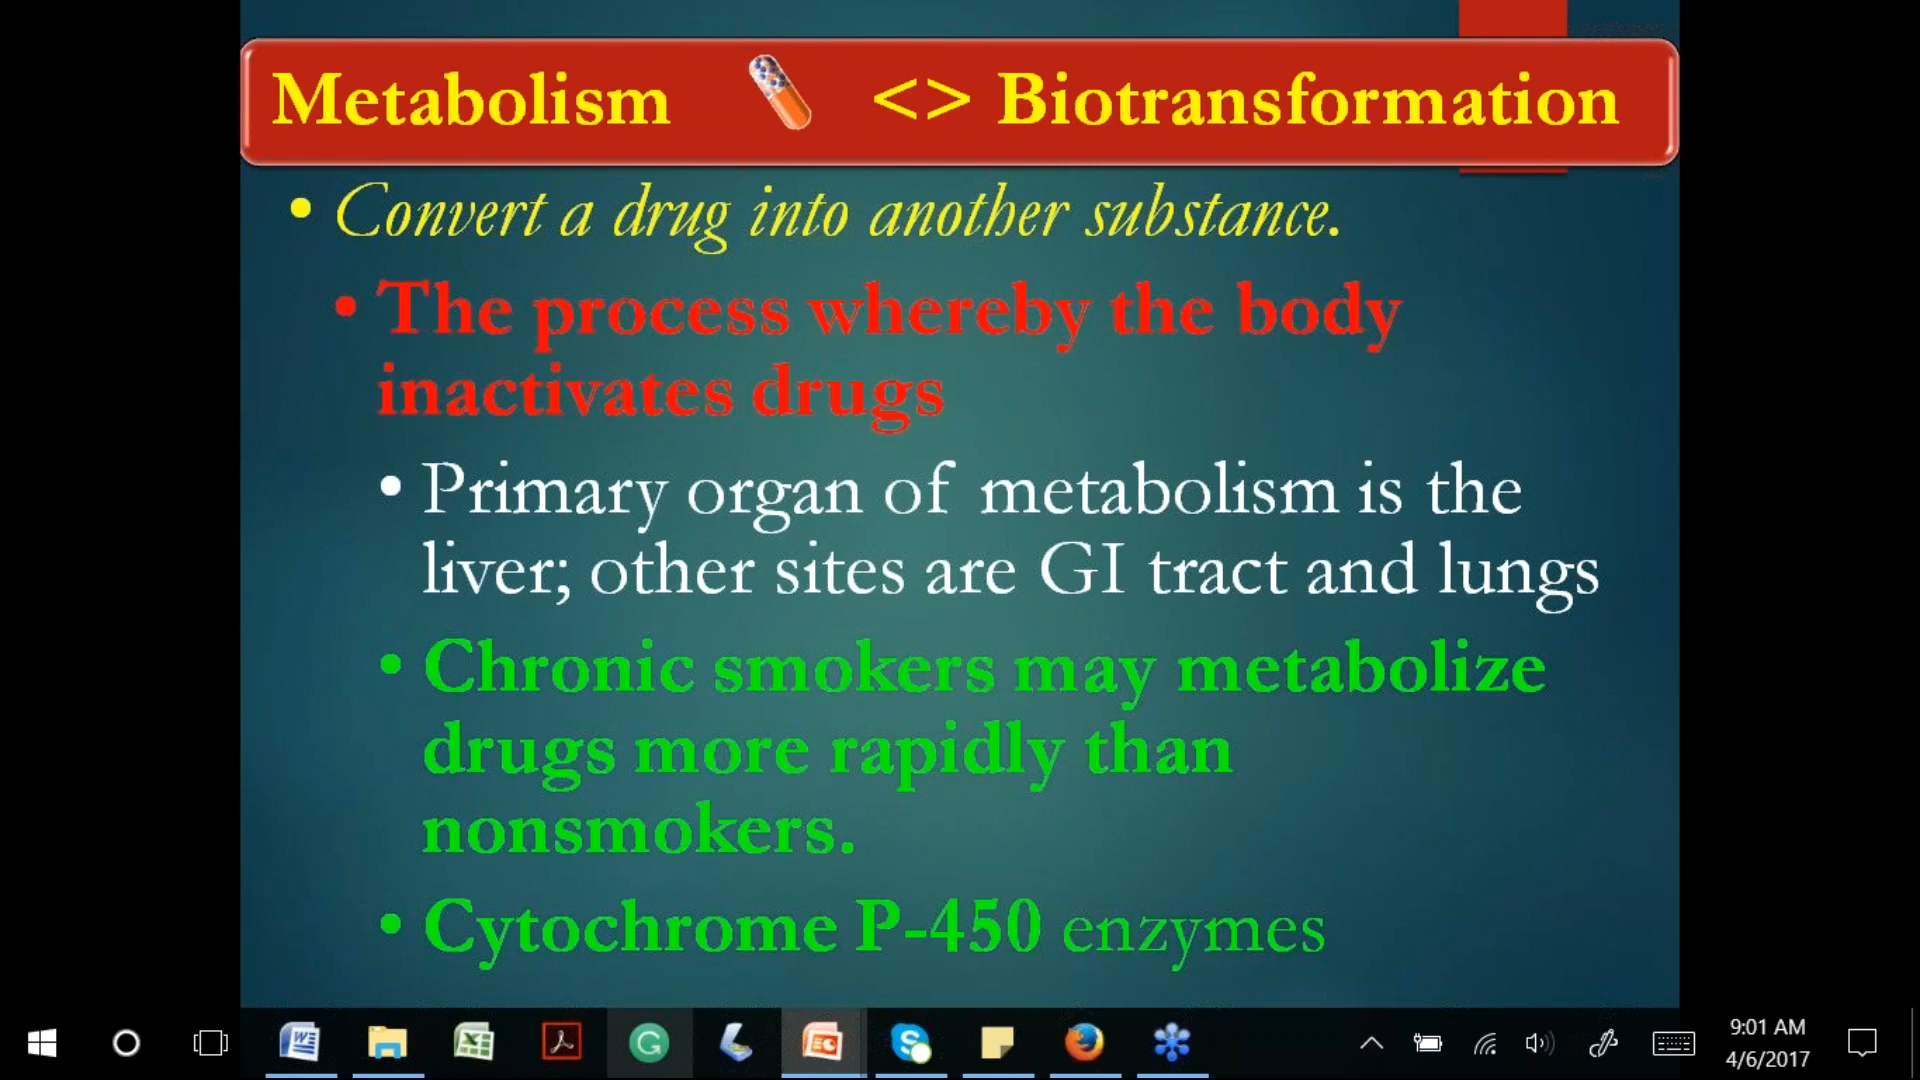 Metabolism <> Biotransformation
• Convert a drug into another substance.
• The process whereby the body
inactivates drugs
• Primary organ of metabolism is the
liver; other sites are GI tract and lungs
• Chronic smokers may metabolize
drugs more rapidly than
nonsmokers.
• Cytochrome P-450 enzymes
9:01 AM
4/6/2017